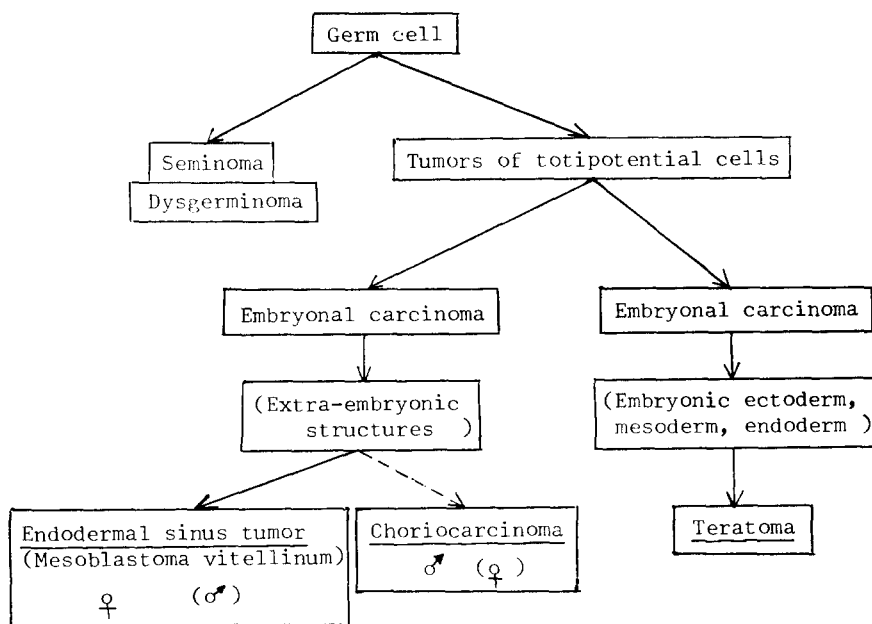 Germ cell
Seminoma
Dysgerminoma
Tumors of totipotential cells
Embryonal carcinoma
Embryonal carcinoma
(Extra-embryonic
structures )
(Embryonic ectoderm,
mesoderm, endoderm )
Endodermal sinus tumor
(Mesoblastoma vitellinum)
♀ (♂)
Choriocarcinoma
♂ (♀)
Teratoma